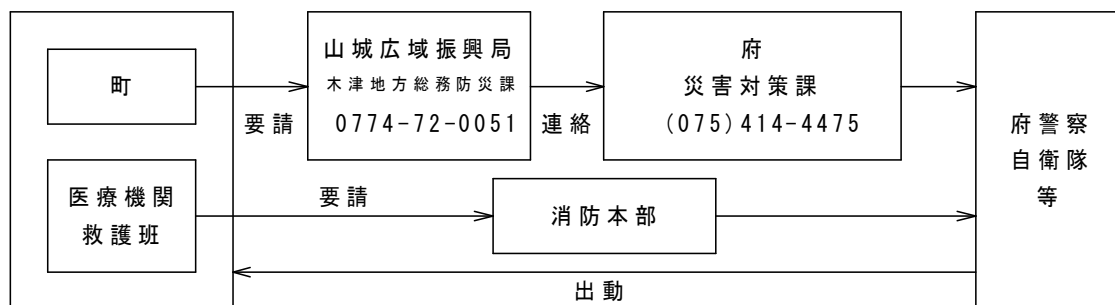 町
要請
山城広域振興局
木津地方総務防災課
0774-72-0051
連絡
府
災害対策課
(075)414-4475
医療機関
救護班
要請
消防本部
府警察
自衛隊
等
出動